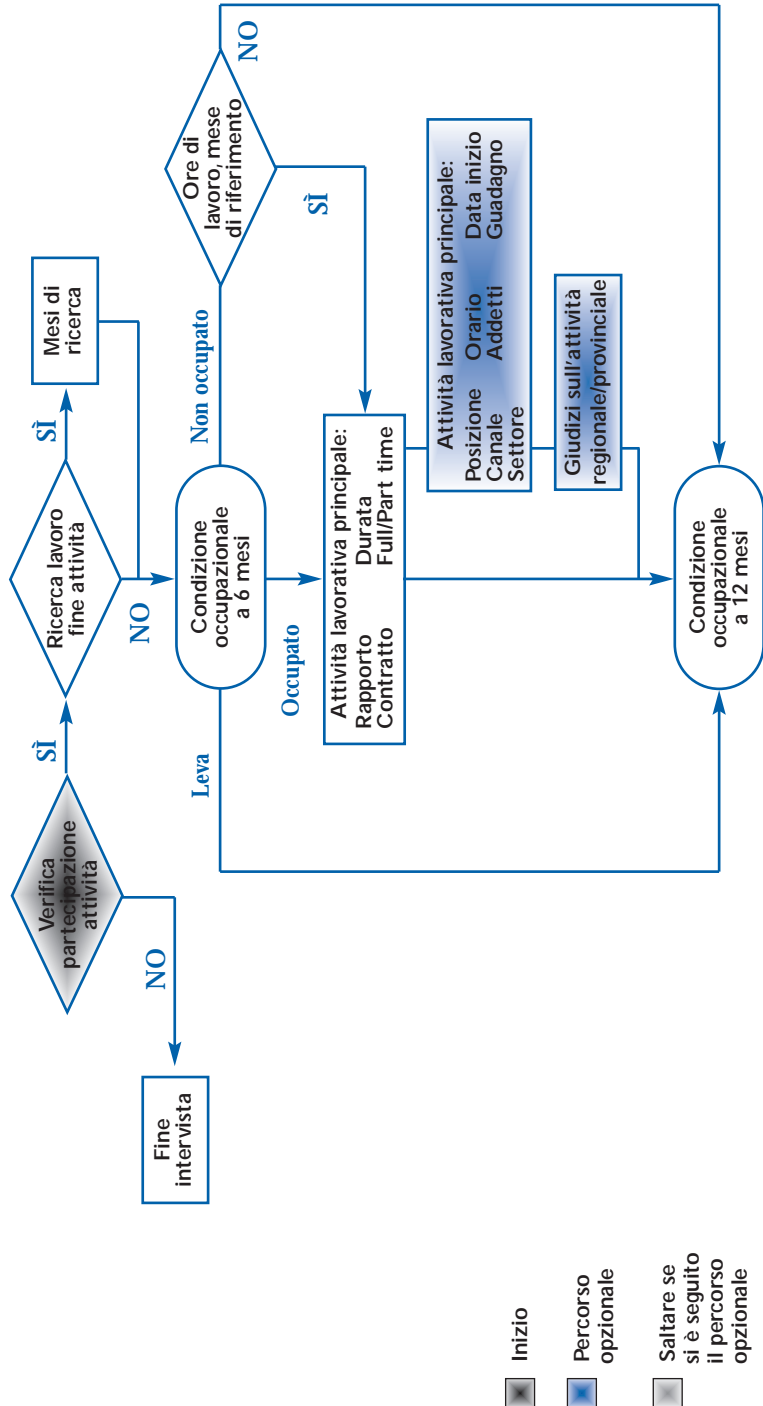 Verifica
partecipazione
attività
SÌ
NO
Fine
intervista
Ricerca lavoro
fine attività
SÌ
NO
Mesi di
ricerca
Condizione
occupazionale
a 6 mesi
Leva
Occupato
Non occupato
Ore di
lavoro, mese
di riferimento
SÌ
NO
Attività lavorativa principale:
Rapporto Durata
Contratto Full/Part time
Attività lavorativa principale:
Posizione Orario Data inizio
Canale Addetti Guadagno
Settore
Giudizi sull'attività
regionale/provinciale
Condizione
occupazionale
a 12 mesi
Inizio
Percorso
opzionale
Saltare se
si è seguito
il percorso
opzionale